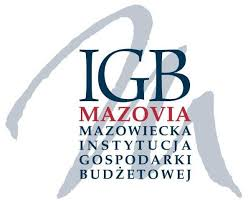 IGB
MAZOVIA
MAZOWIECKA
INSTYTUCJA
GOSPODARKI
BUDŻETOWEJ